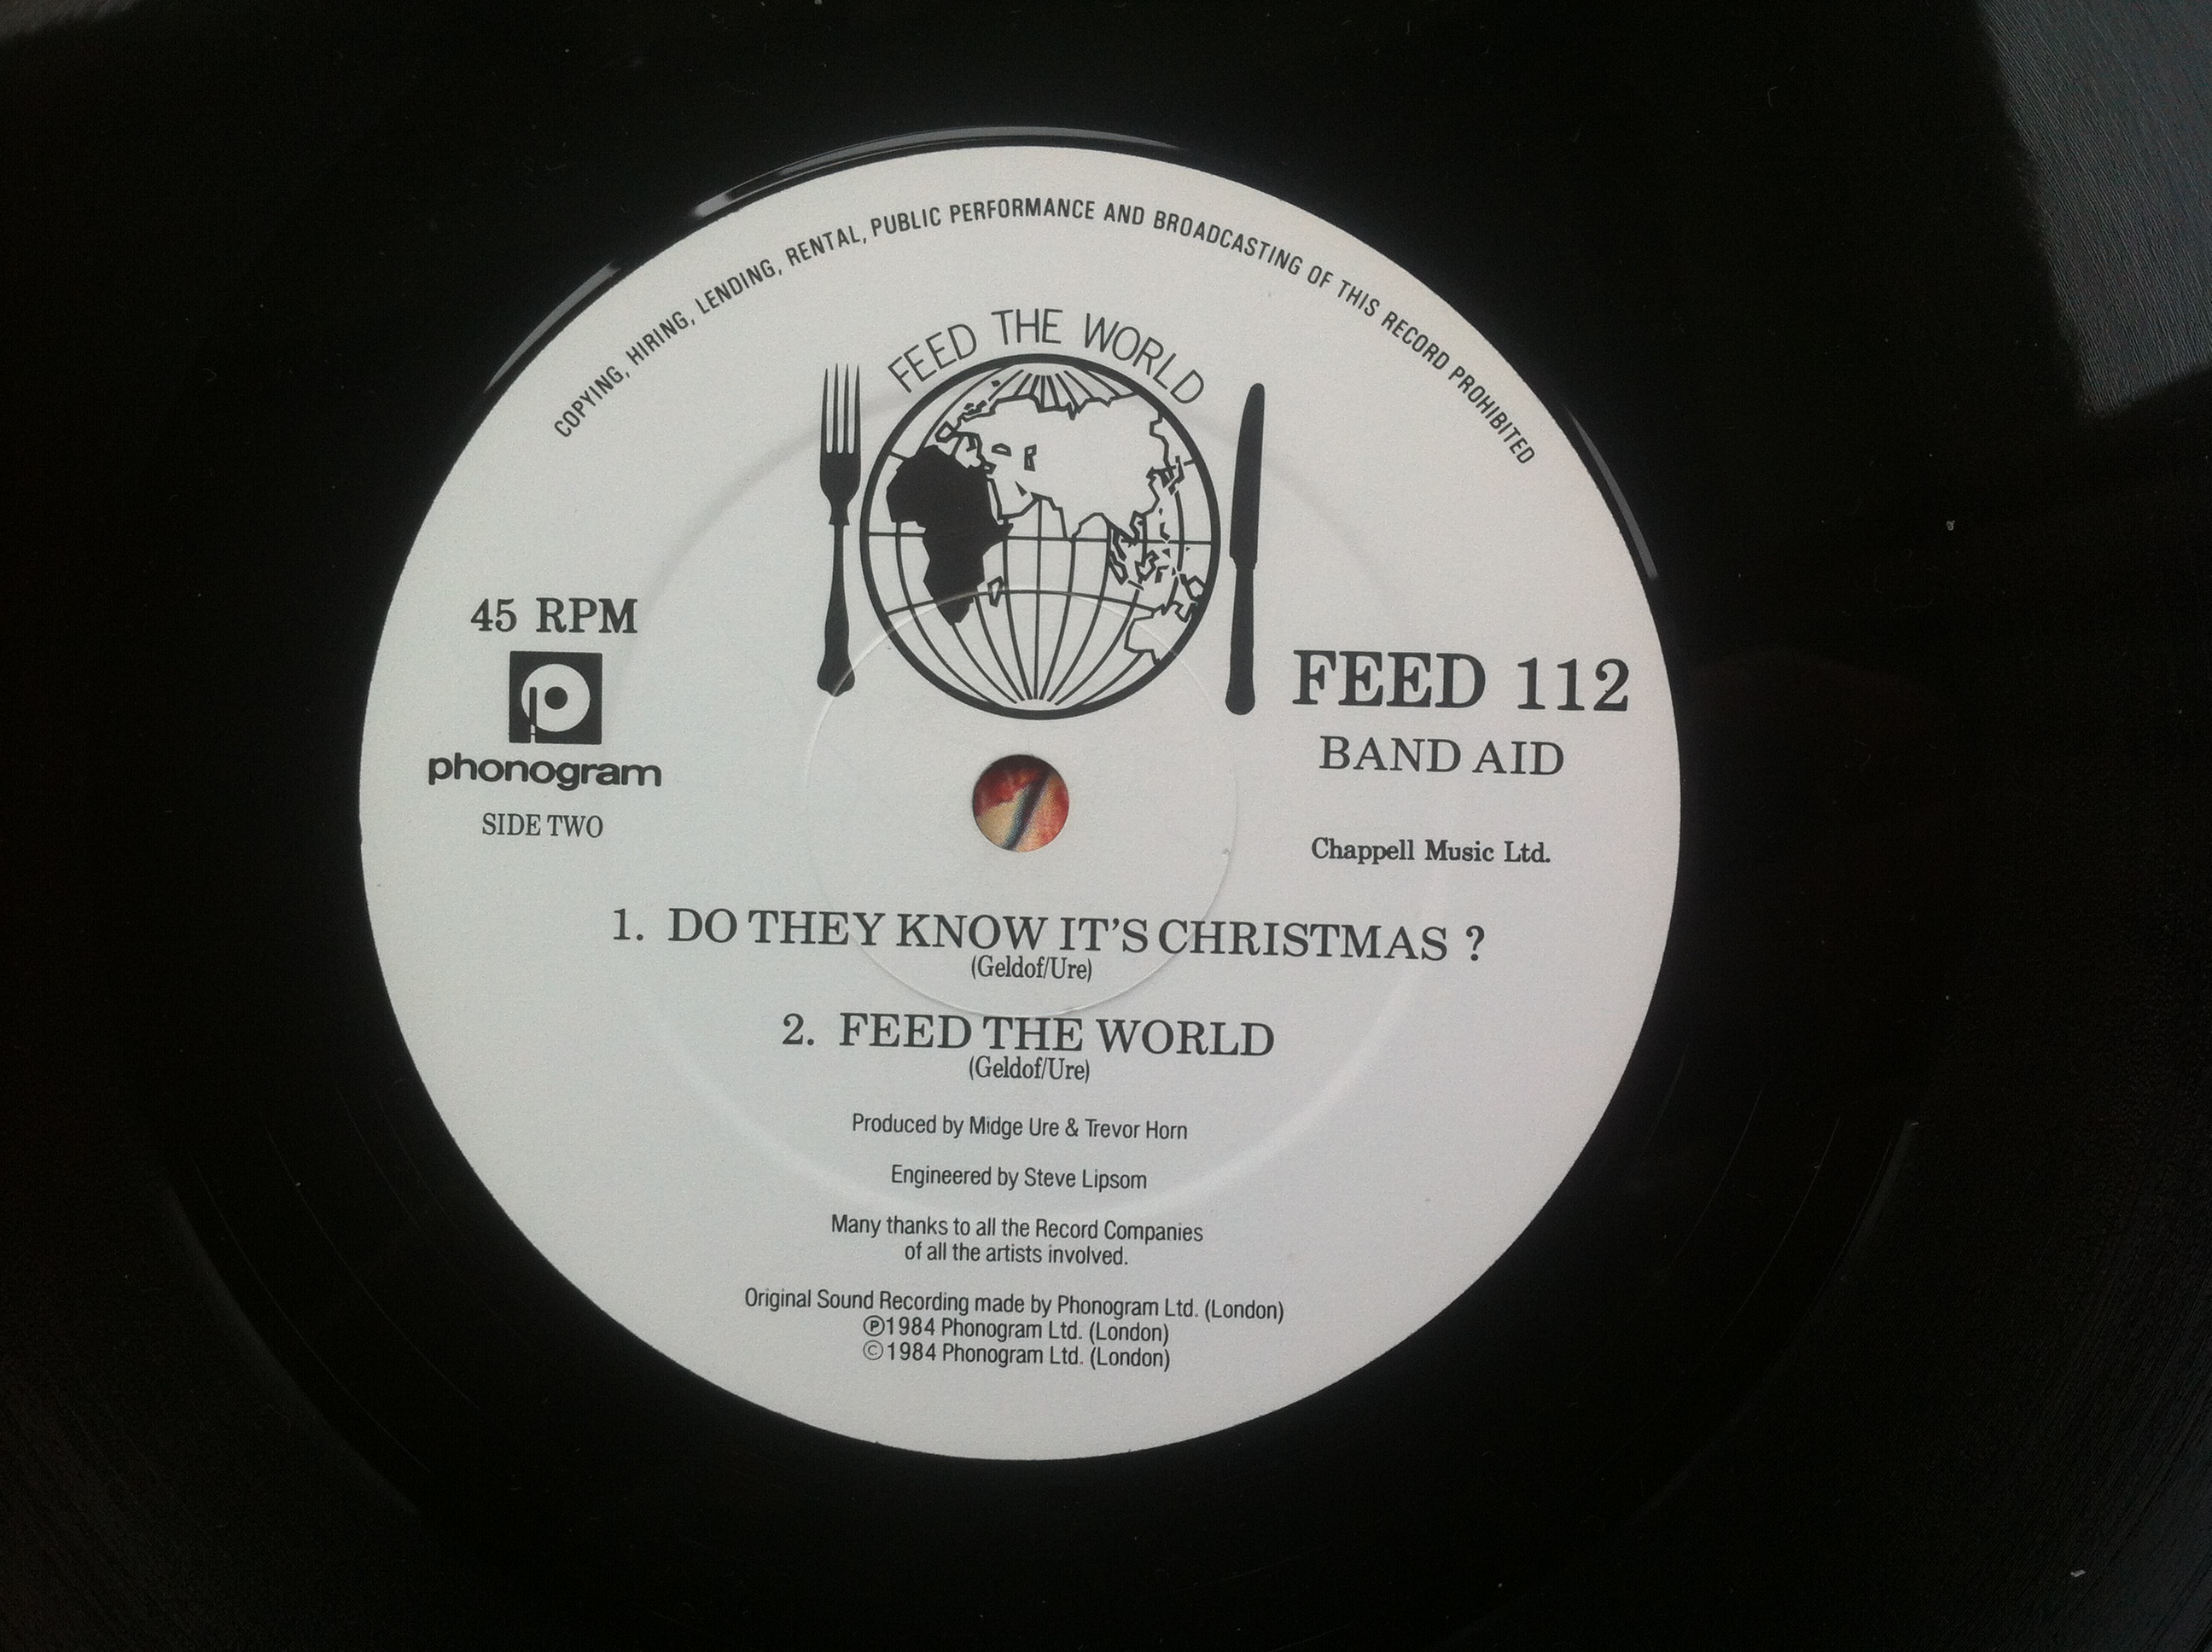 COPYING, HIRING, LENDING, RENTAL, PUBLIC PERFORMANCE AND BROADCASTING OF THIS RECORD PROHIBITED
FEED THE WORLD
45 RPM
phonogram
SIDE TWO
FEED 112
BAND AID
Chappell Music Ltd.
1. DO THEY KNOW IT'S CHRISTMAS ?
(Geldof/Ure)
2. FEED THE WORLD
(Geldof/Ure)
Produced by Midge Ure & Trevor Horn
Engineered by Steve Lipsom
Many thanks to all the Record Companies
of all the artists involved.
Original Sound Recording made by Phonogram Ltd. (London)
℗1984 Phonogram Ltd. (London)
©1984 Phonogram Ltd. (London)